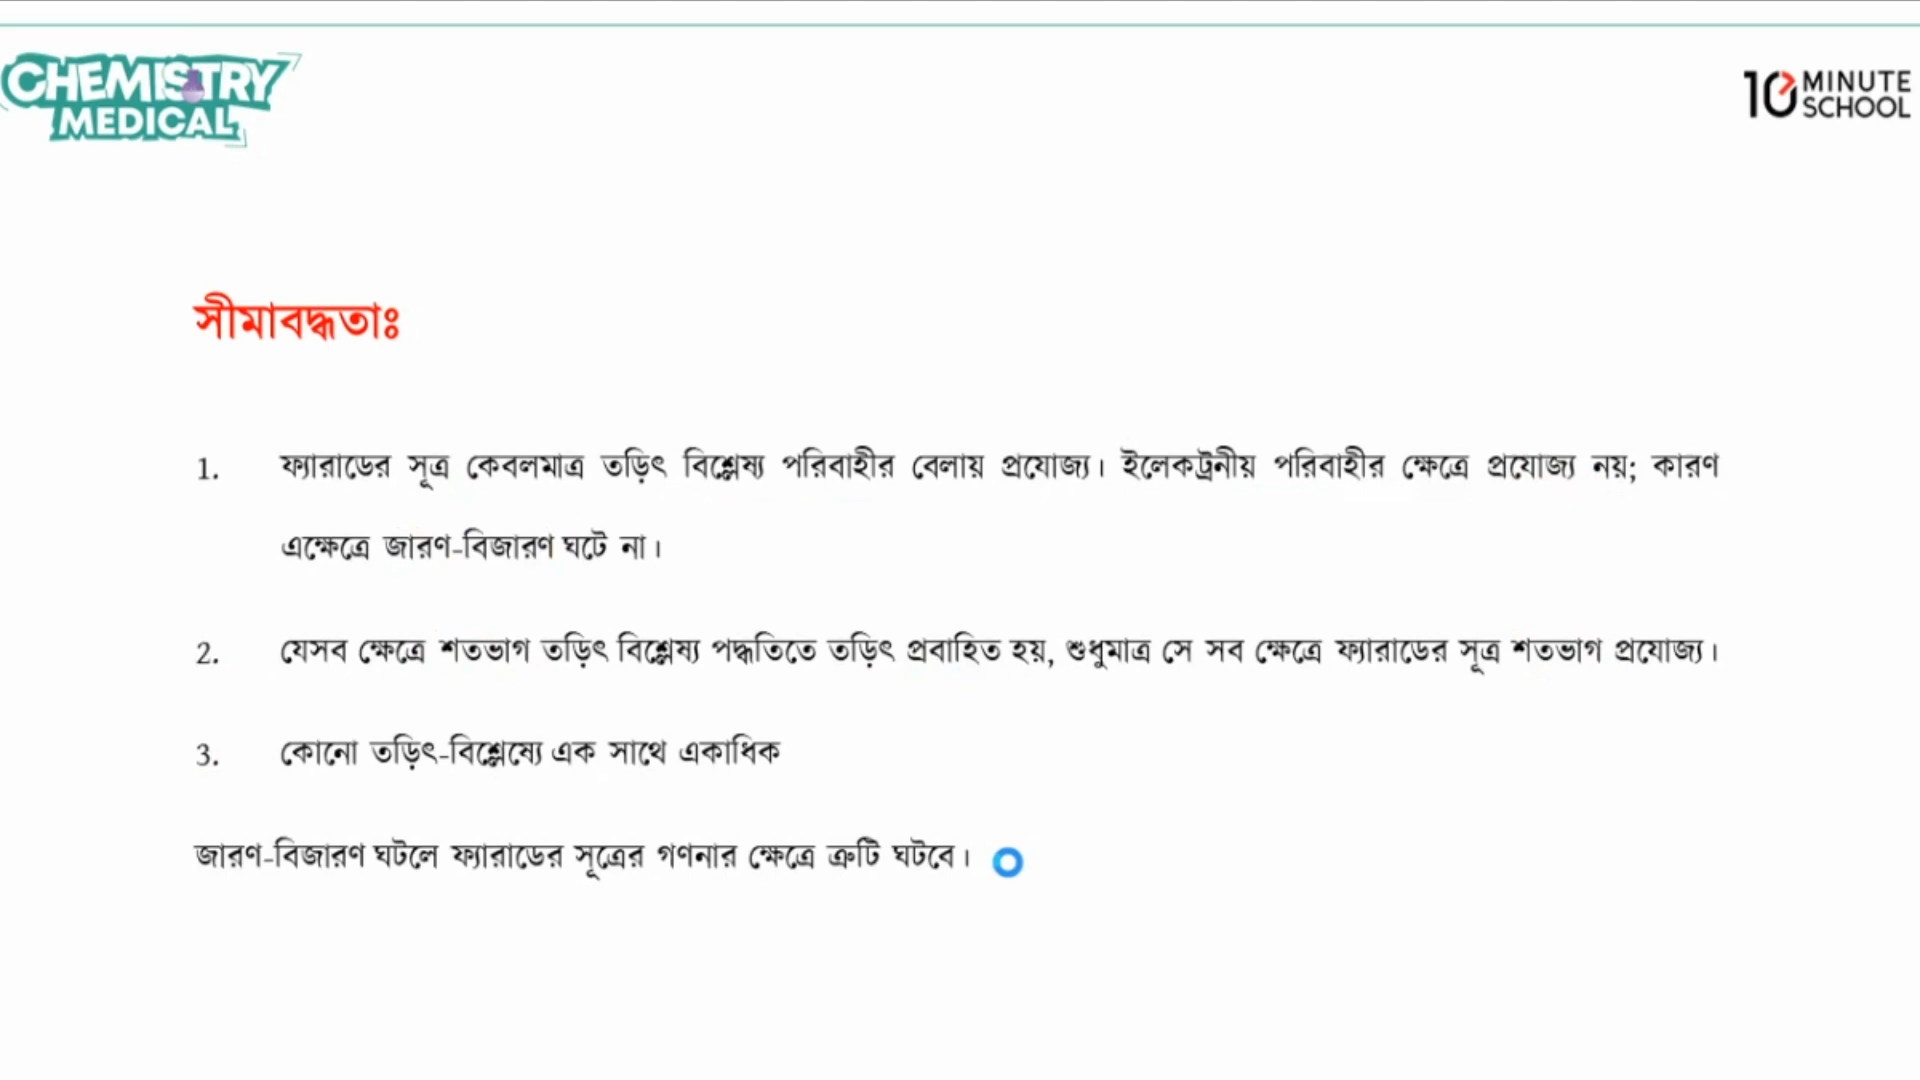 CHEMISTRY
MEDICAL
10 MINUTE
SCHOOL
সীমাবদ্ধতাঃ
1. ফ্যারাডের সূত্র কেবলমাত্র তড়িৎ বিশ্লেষ্য পরিবাহীর বেলায় প্রযোজ্য। ইলেকট্রনীয় পরিবাহীর ক্ষেত্রে প্রযোজ্য নয়; কারণ
এক্ষেত্রে জারণ-বিজারণ ঘটে না।
2. যেসব ক্ষেত্রে শতভাগ তড়িৎ বিশ্লেষ্য পদ্ধতিতে তড়িৎ প্রবাহিত হয়, শুধুমাত্র সে সব ক্ষেত্রে ফ্যারাডের সূত্র শতভাগ প্রযোজ্য।
3. কোনো তড়িৎ-বিশ্লেষ্যে এক সাথে একাধিক
জারণ-বিজারণ ঘটলে ফ্যারাডের সূত্রের গণনার ক্ষেত্রে ত্রুটি ঘটবে।